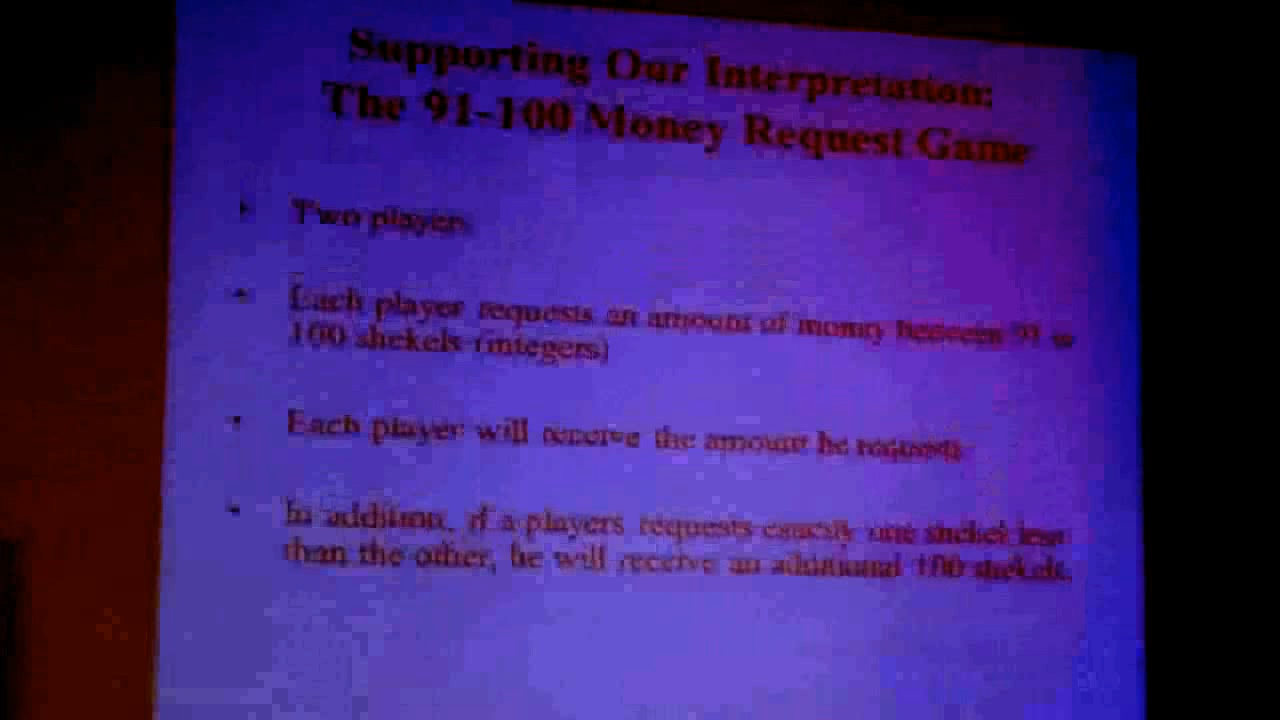 Supporting Our Interpretation:
The 91-100 Money Request Game
Two players
Each player requests an amount of money between 91 to
100 shekels (integers)
Each player will receive the amount he requests
In addition, if a players requests exactly one shekel less
than the other, he will receive an additional 100 shekels.